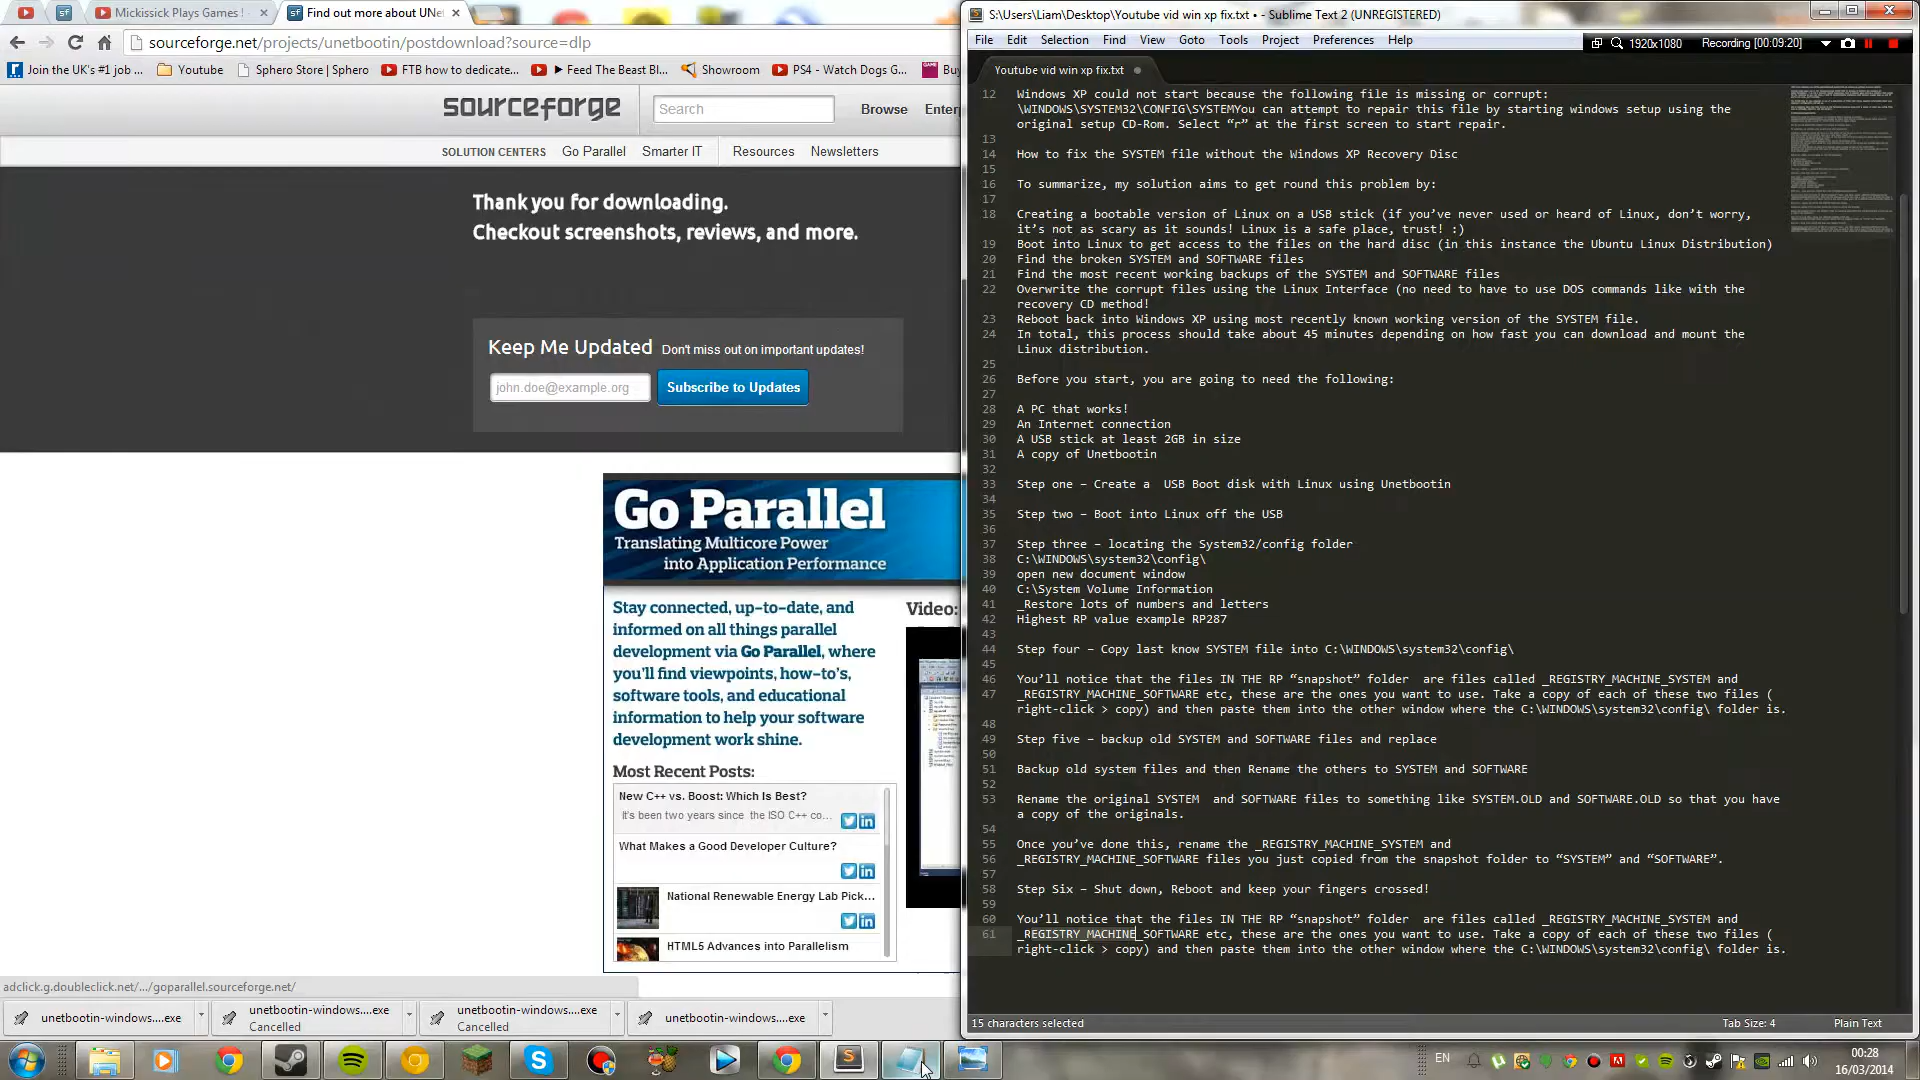 Mickissick Plays Games !
Find out more about UNe
sourceforge.net/projects/unetbootin/postdownload?source=dlp
Join the UK's #1 job ...
Youtube
Sphero Store | Sphero
FTB how to dedicate...
Feed The Beast Bl...
Showroom
PS4 - Watch Dogs G...
sourceforge
Search
Browse
Enter
SOLUTION CENTERS
Go Parallel
Smarter IT
Resources
Newsletters
Thank you for downloading.
Checkout screenshots, reviews, and more.
Keep Me Updated
Don't miss out on important updates!
john.doe@example.org
Subscribe to Updates
Go Parallel
Translating Multicore Power
into Application Performance
Stay connected, up-to-date, and
informed on all things parallel
development via Go Parallel, where
you'll find viewpoints, how-to's,
software tools, and educational
information to help your software
development work shine.
Video:
Most Recent Posts:
New C++ vs. Boost: Which Is Best?
It's been two years since the ISO C++ co...
What Makes a Good Developer Culture?
National Renewable Energy Lab Pick...
HTML5 Advances into Parallelism
adclick.g.doubleclick.net/.../goparallel.sourceforge.net/
unetbootin-windows....exe
unetbootin-windows....exe
Cancelled
unetbootin-windows....exe
Cancelled
unetbootin-windows....exe
S:\Users\Liam\Desktop\Youtube vid win xp fix.txt • - Sublime Text 2 (UNREGISTERED)
File Edit Selection Find View Goto Tools Project Preferences Help
1920x1080
Recording [00:09:20]
Youtube vid win xp fix.txt
12 Windows XP could not start because the following file is missing or corrupt:
\WINDOWS\SYSTEM32\CONFIG\SYSTEMYou can attempt to repair this file by starting windows setup using the
original setup CD-Rom. Select “r” at the first screen to start repair.
13
14 How to fix the SYSTEM file without the Windows XP Recovery Disc
15
16 To summarize, my solution aims to get round this problem by:
17
18 Creating a bootable version of Linux on a USB stick (if you’ve never used or heard of Linux, don’t worry,
it’s not as scary as it sounds! Linux is a safe place, trust! :)
19 Boot into Linux to get access to the files on the hard disc (in this instance the Ubuntu Linux Distribution)
20 Find the broken SYSTEM and SOFTWARE files
21 Find the most recent working backups of the SYSTEM and SOFTWARE files
22 Overwrite the corrupt files using the Linux Interface (no need to have to use DOS commands like with the
recovery CD method!
23 Reboot back into Windows XP using most recently known working version of the SYSTEM file.
24 In total, this process should take about 45 minutes depending on how fast you can download and mount the
Linux distribution.
25
26 Before you start, you are going to need the following:
27
28 A PC that works!
29 An Internet connection
30 A USB stick at least 2GB in size
31 A copy of Unetbootin
32
33 Step one – Create a  USB Boot disk with Linux using Unetbootin
34
35 Step two – Boot into Linux off the USB
36
37 Step three – locating the System32/config folder
38 C:\WINDOWS\system32\config\
39 open new document window
40 C:\System Volume Information
41 _Restore lots of numbers and letters
42 Highest RP value example RP287
43
44 Step four – Copy last know SYSTEM file into C:\WINDOWS\system32\config\
45
46 You’ll notice that the files IN THE RP “snapshot” folder  are files called _REGISTRY_MACHINE_SYSTEM and
47 _REGISTRY_MACHINE_SOFTWARE etc, these are the ones you want to use. Take a copy of each of these two files (
right-click > copy) and then paste them into the other window where the C:\WINDOWS\system32\config\ folder is.
48
49 Step five – backup old SYSTEM and SOFTWARE files and replace
50
51 Backup old system files and then Rename the others to SYSTEM and SOFTWARE
52
53 Rename the original SYSTEM  and SOFTWARE files to something like SYSTEM.OLD and SOFTWARE.OLD so that you have
a copy of the originals.
54
55 Once you’ve done this, rename the _REGISTRY_MACHINE_SYSTEM and
56 _REGISTRY_MACHINE_SOFTWARE files you just copied from the snapshot folder to “SYSTEM” and “SOFTWARE”.
57
58 Step Six – Shut down, Reboot and keep your fingers crossed!
59
60 You’ll notice that the files IN THE RP “snapshot” folder  are files called _REGISTRY_MACHINE_SYSTEM and
61 _REGISTRY_MACHINE_SOFTWARE etc, these are the ones you want to use. Take a copy of each of these two files (
right-click > copy) and then paste them into the other window where the C:\WINDOWS\system32\config\ folder is.
15 characters selected
Tab Size: 4
Plain Text
EN
00:28
16/03/2014